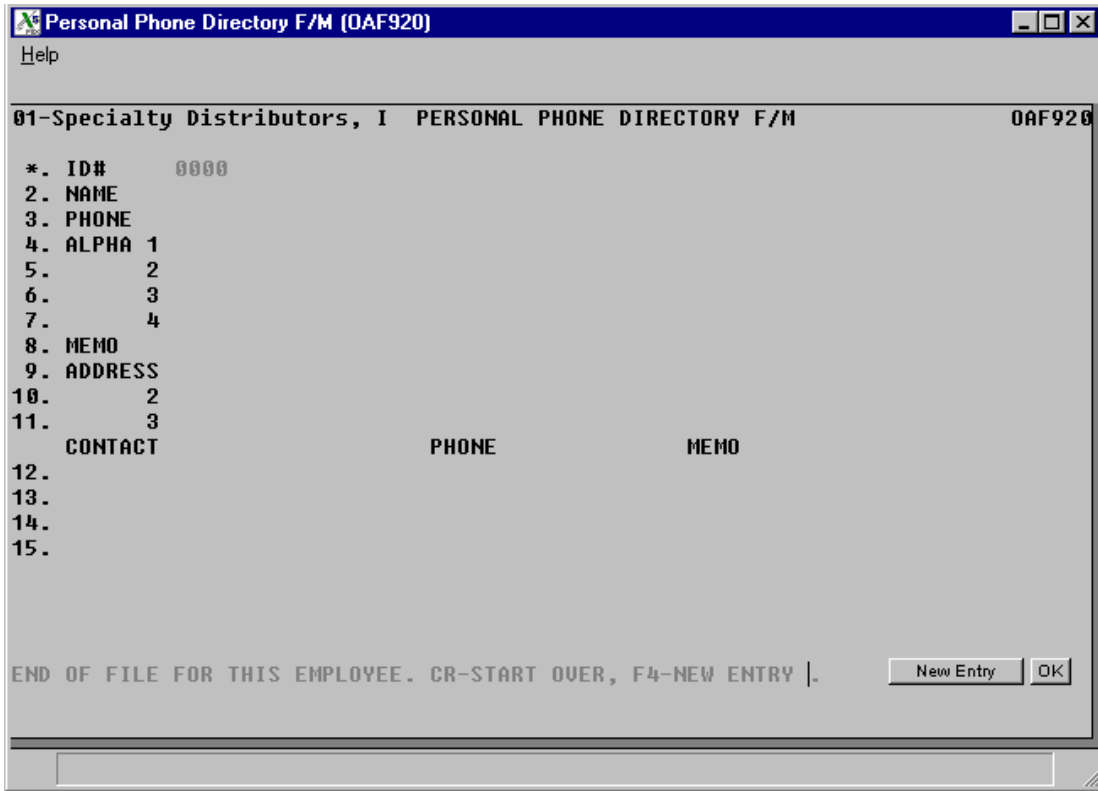 Personal Phone Directory F/M (OAF920)
Help
01-Specialty Distributors, I PERSONAL PHONE DIRECTORY F/M OAF920
*. ID# 0000
2. NAME
3. PHONE
4. ALPHA 1
5. 2
6. 3
7. 4
8. MEMO
9. ADDRESS
10. 2
11. 3
CONTACT PHONE MEMO
12.
13.
14.
15.
END OF FILE FOR THIS EMPLOYEE. CR-START OVER, F4-NEW ENTRY . New Entry OK